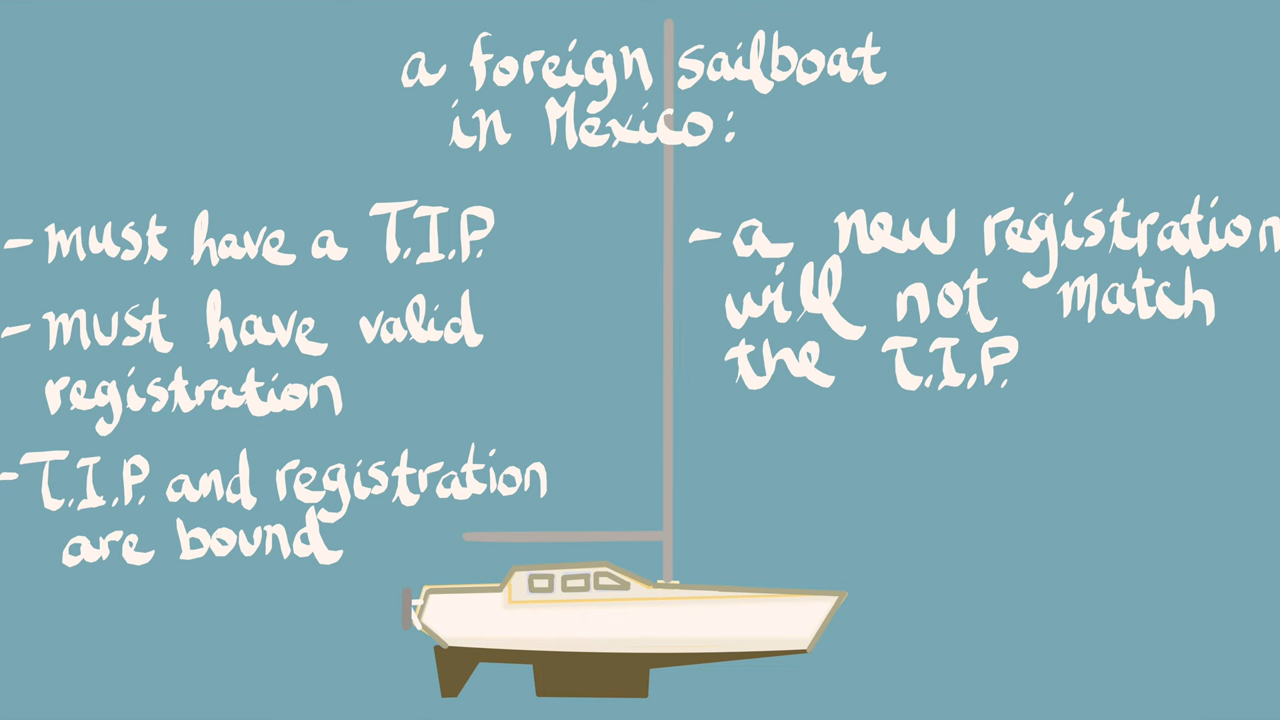 a foreign sailboat
in Mexico:
- must have a T.I.P.
- must have valid
registration
- T.I.P. and registration
are bound
- a new registration
will not match
the T.I.P.